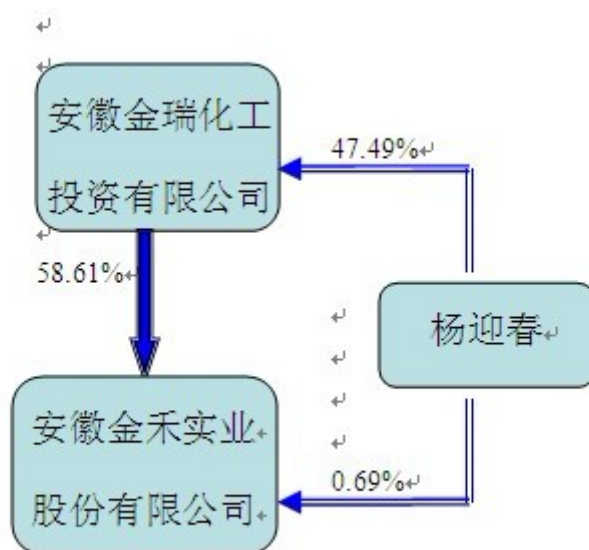 安徽金瑞化工
投资有限公司
47.49%
58.61%
杨迎春
安徽金禾实业
股份有限公司
0.69%